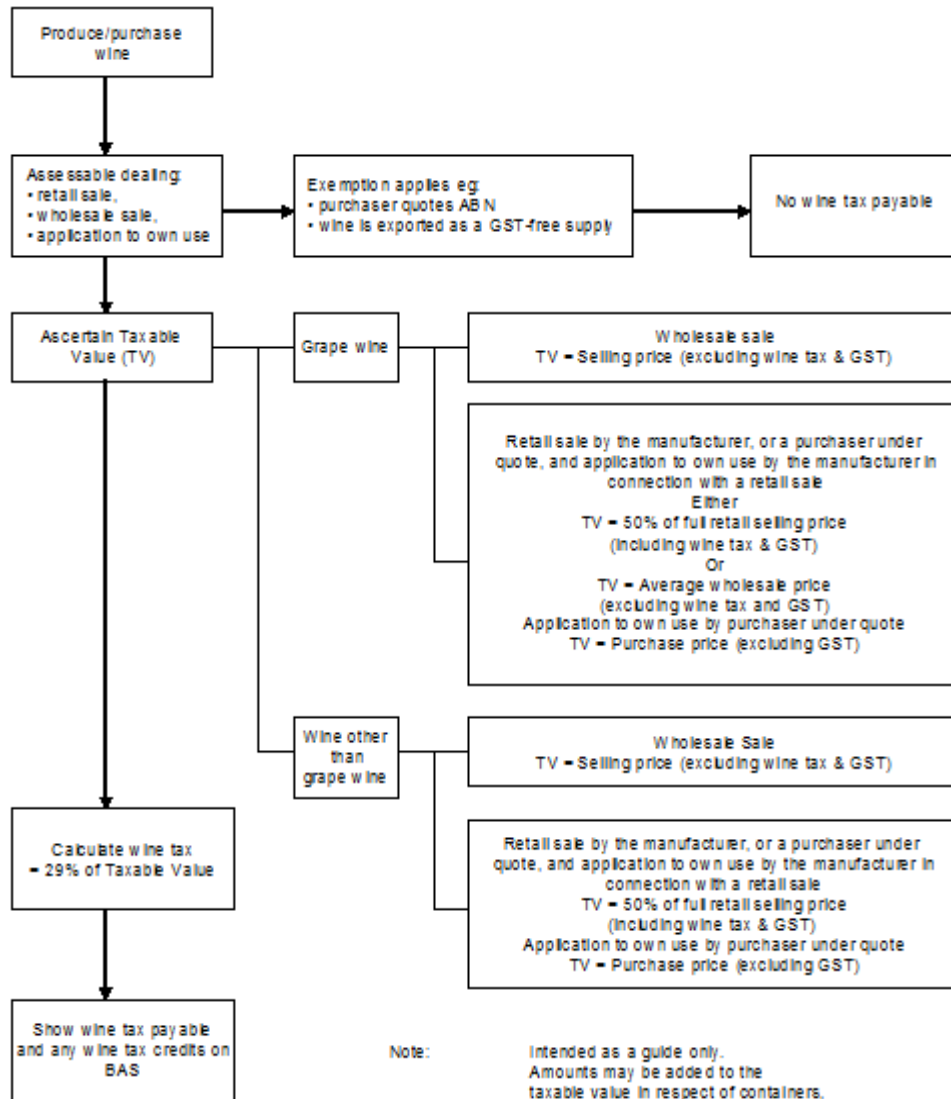 Produce/purchase
wine
Assessable dealing:
• retail sale,
• wholesale sale,
• application to own use
Exemption applies eg:
• purchaser quotes ABN
• wine is exported as a GST-free supply
No wine tax payable
Ascertain Taxable
Value (TV)
Grape wine
Wholesale sale
TV = Selling price (excluding wine tax & GST)
Retail sale by the manufacturer, or a purchaser under
quote, and application to own use by the manufacturer in
connection with a retail sale
Either
TV = 50% of full retail selling price
(including wine tax & GST)
Or
TV = Average wholesale price
(excluding wine tax and GST)
Application to own use by purchaser under quote
TV = Purchase price (excluding GST)
Wine other
than
grape wine
Wholesale Sale
TV = Selling price (excluding wine tax & GST)
Retail sale by the manufacturer, or a purchaser under
quote, and application to own use by the manufacturer in
connection with a retail sale
TV = 50% of full retail selling price
(including wine tax & GST)
Application to own use by purchaser under quote
TV = Purchase price (excluding GST)
Calculate wine tax
= 29% of Taxable Value
Show wine tax payable
and any wine tax credits on
BAS
Note:
Intended as a guide only.
Amounts may be added to the
taxable value in respect of containers.